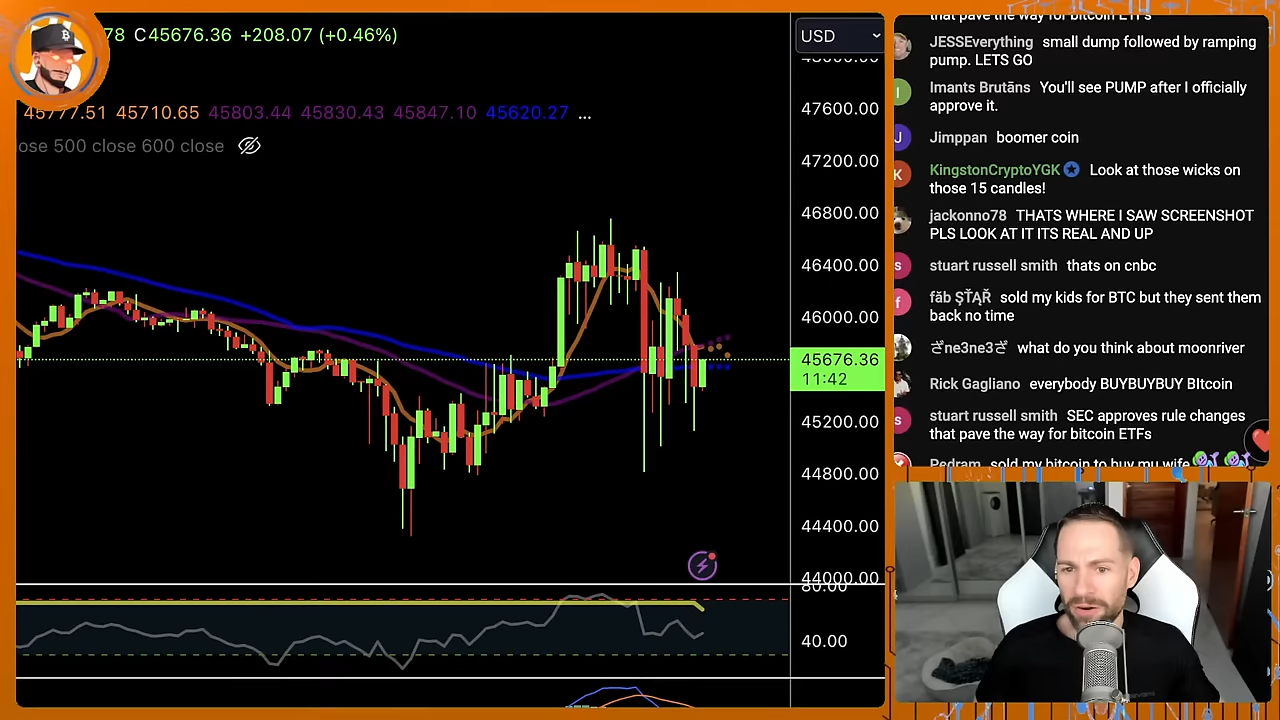 78 C45676.36 +208.07 (+0.46%)
45777.51 45710.65 45803.44 45830.43 45847.10 45620.27 ...
ose 500 close 600 close
USD
47600.00
47200.00
46800.00
46400.00
46000.00
45676.36
11:42
45200.00
44800.00
44400.00
44000.00
80.00
40.00
that pave the way for bitcoin ETFs
JESSEverything small dump followed by ramping
pump. LETS GO
Imants Brutāns You'll see PUMP after I officially
approve it.
Jimppan boomer coin
KingstonCryptoYGK Look at those wicks on
those 15 candles!
jackonno78 THATS WHERE I SAW SCREENSHOT
PLS LOOK AT IT ITS REAL AND UP
stuart russell smith thats on cnbc
făb ŞŤĄŘ sold my kids for BTC but they sent them
back no time
ざne3ne3ざ what do you think about moonriver
Rick Gagliano everybody BUYBUYBUY BItcoin
stuart russell smith SEC approves rule changes
that pave the way for bitcoin ETFs
Pedram sold my bitcoin to buy my wife